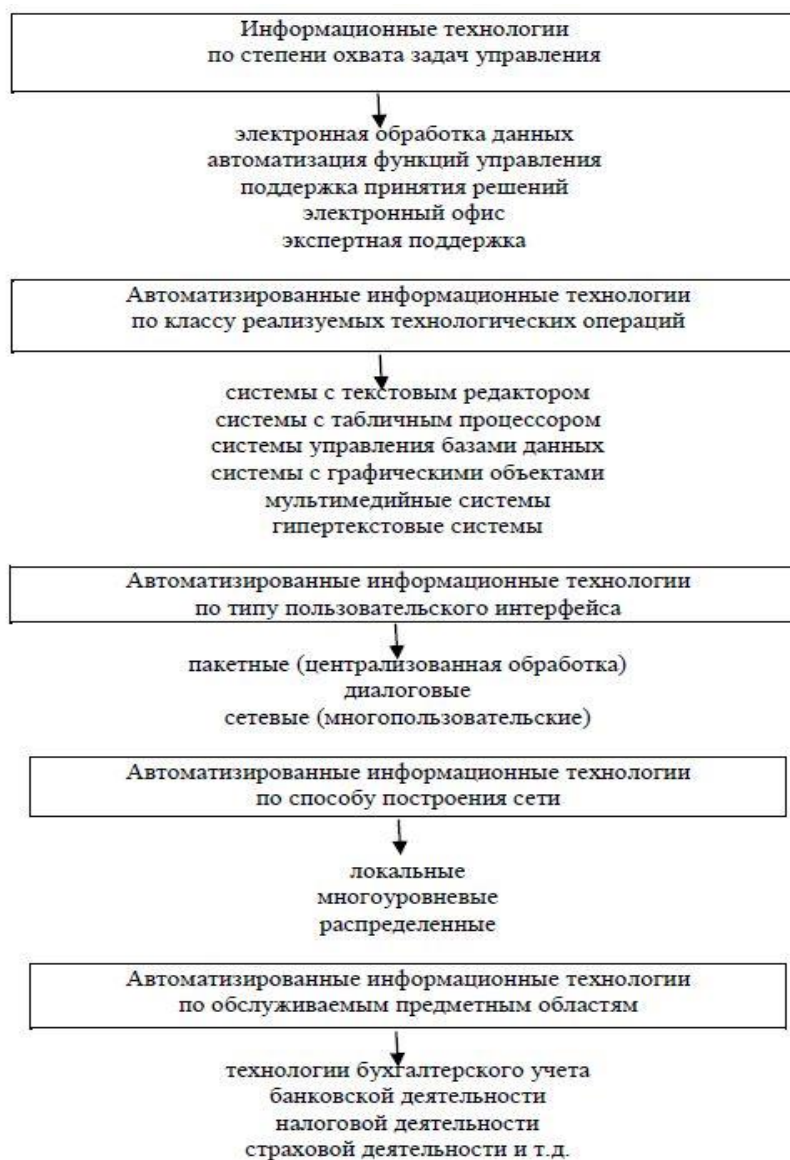 Информационные технологии
по степени охвата задач управления
электронная обработка данных
автоматизация функций управления
поддержка принятия решений
электронный офис
экспертная поддержка
Автоматизированные информационные технологии
по классу реализуемых технологических операций
системы с текстовым редактором
системы с табличным процессором
системы управления базами данных
системы с графическими объектами
мультимедийные системы
гипертекстовые системы
Автоматизированные информационные технологии
по типу пользовательского интерфейса
пакетные (централизованная обработка)
диалоговые
сетевые (многопользовательские)
Автоматизированные информационные технологии
по способу построения сети
локальные
многоуровневые
распределенные
Автоматизированные информационные технологии
по обслуживаемым предметным областям
технологии бухгалтерского учета
банковской деятельности
налоговой деятельности
страховой деятельности и т.д.